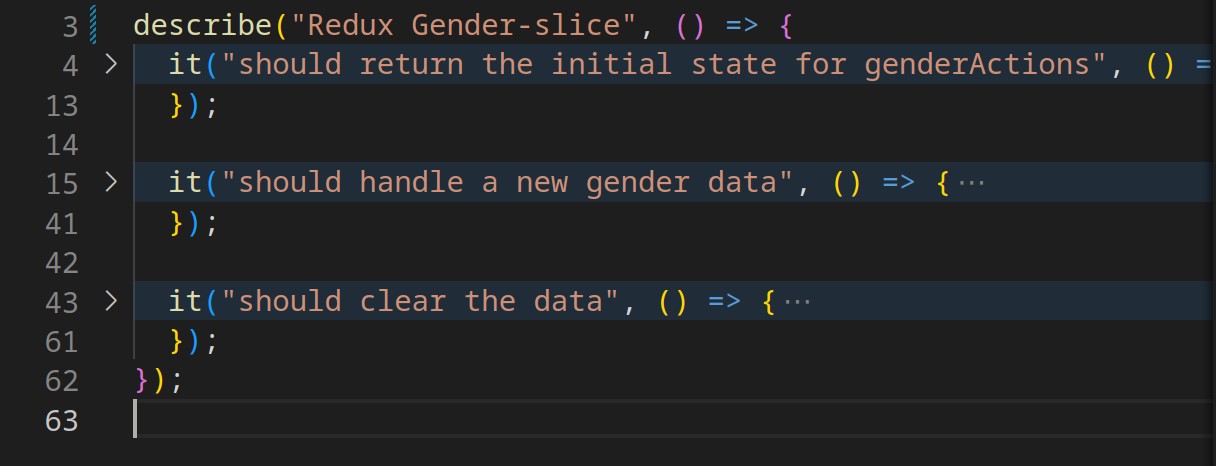 3 describe("Redux Gender-slice", () => {
4 > it("should return the initial state for genderActions", () =
13 });
14
15 > it("should handle a new gender data", () => { ···
41 });
42
43 > it("should clear the data", () => { ···
61 });
62 });
63